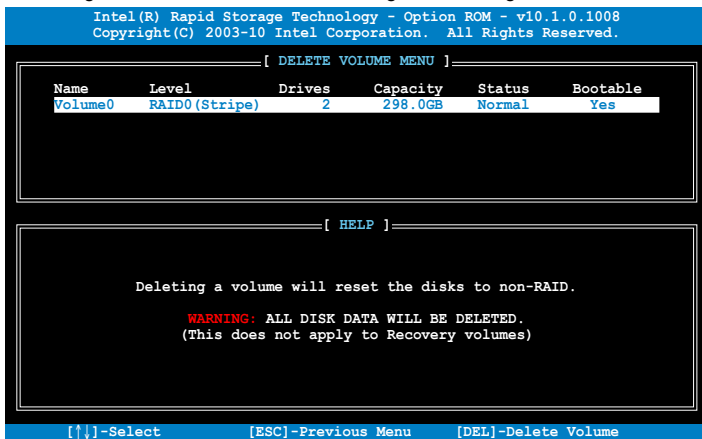 Intel(R) Rapid Storage Technology - Option ROM - v10.1.0.1008
Copyright(C) 2003-10 Intel Corporation. All Rights Reserved.
[ DELETE VOLUME MENU ]
Name Level Drives Capacity Status Bootable
Volume0 RAID0(Stripe) 2 298.0GB Normal Yes
[ HELP ]
Deleting a volume will reset the disks to non-RAID.
WARNING: ALL DISK DATA WILL BE DELETED.
(This does not apply to Recovery volumes)
[↑↓]-Select [ESC]-Previous Menu [DEL]-Delete Volume